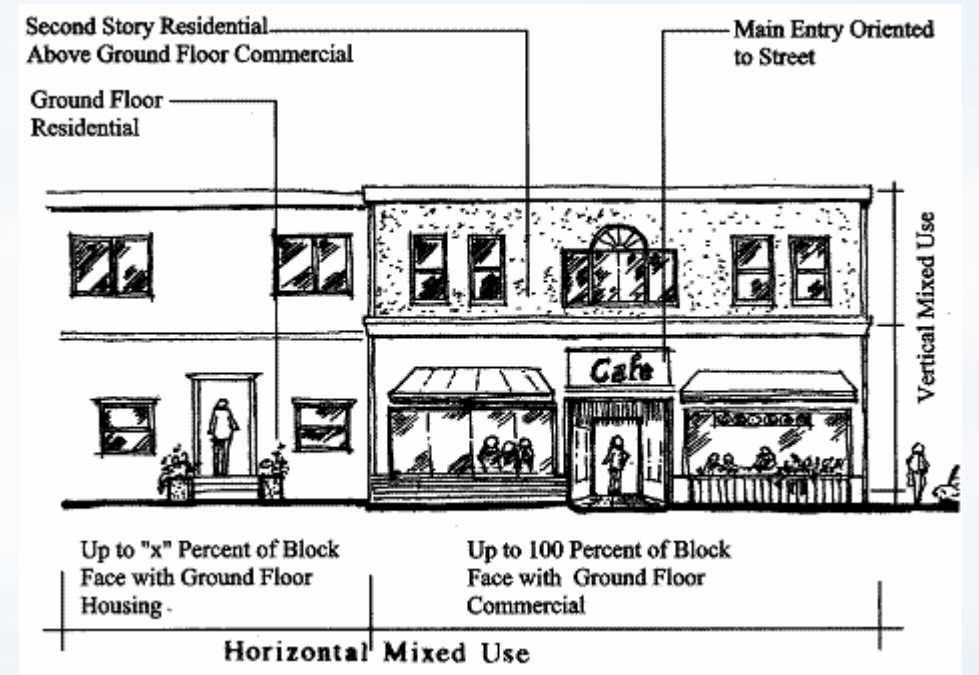 Second Story Residential
Above Ground Floor Commercial
Main Entry Oriented
to Street
Ground Floor
Residential
Vertical Mixed Use
Cafe
Up to "x" Percent of Block
Face with Ground Floor
Housing
Up to 100 Percent of Block
Face with Ground Floor
Commercial
Horizontal Mixed Use